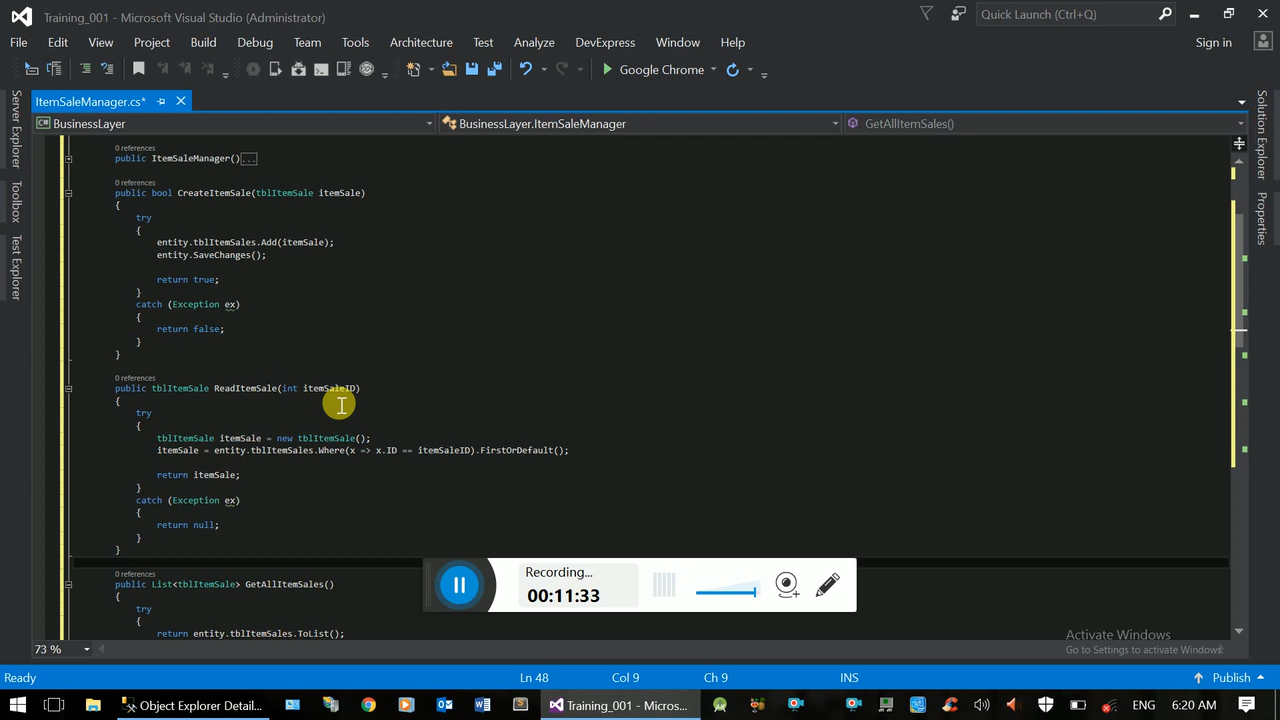 Training_001 - Microsoft Visual Studio (Administrator)
Quick Launch (Ctrl+Q)
File Edit View Project Build Debug Team Tools Architecture Test Analyze DevExpress Window Help
Sign in
Google Chrome
ItemSaleManager.cs*
BusinessLayer
BusinessLayer.ItemSaleManager
GetAllItemSales()
Server Explorer
Toolbox
Test Explorer
Solution Explorer
Properties
0 references
public ItemSaleManager()...
0 references
public bool CreateItemSale(tblItemSale itemSale)
{
try
{
entity.tblItemSales.Add(itemSale);
entity.SaveChanges();
return true;
}
catch (Exception ex)
{
return false;
}
}
0 references
public tblItemSale ReadItemSale(int itemSaleID)
{
try
{
tblItemSale itemSale = new tblItemSale();
itemSale = entity.tblItemSales.Where(x => x.ID == itemSaleID).FirstOrDefault();
return itemSale;
}
catch (Exception ex)
{
return null;
}
}
0 references
public List<tblItemSale> GetAllItemSales()
{
try
{
return entity.tblItemSales.ToList();
Recording...
00:11:33
Activate Windows
Go to Settings to activate Windows.
73 %
Ready
Ln 48
Col 9
Ch 9
INS
Publish
Object Explorer Detail...
Training_001 - Micros...
ENG
6:20 AM